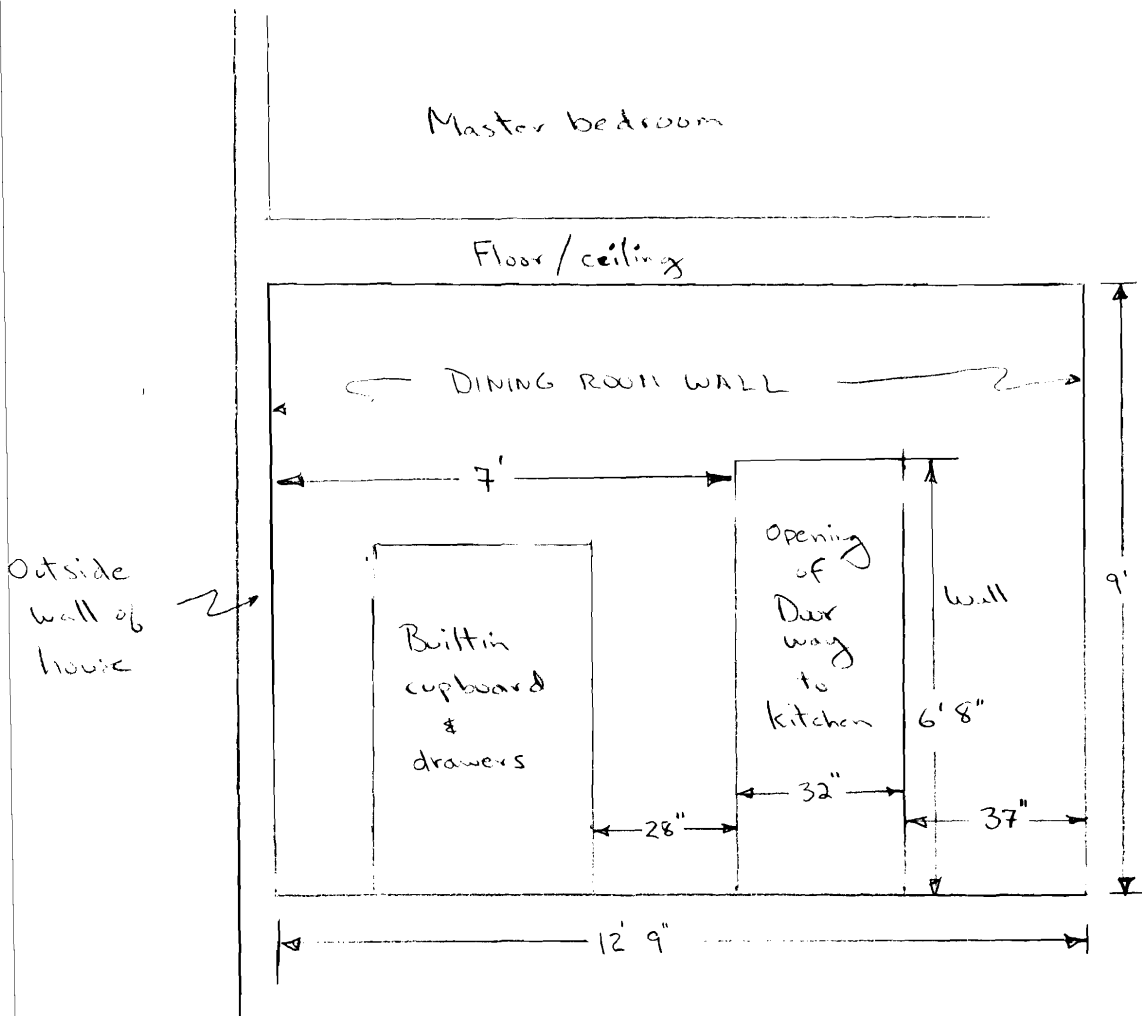 Master bedroom
Floor/ceiling
DINING ROOM WALL
7'
Outside
wall of
house
Builtin
cupboard
&
drawers
Opening
of
Door
way
to
kitchen
Wall
9'
6' 8"
32"
28"
37"
12' 9"